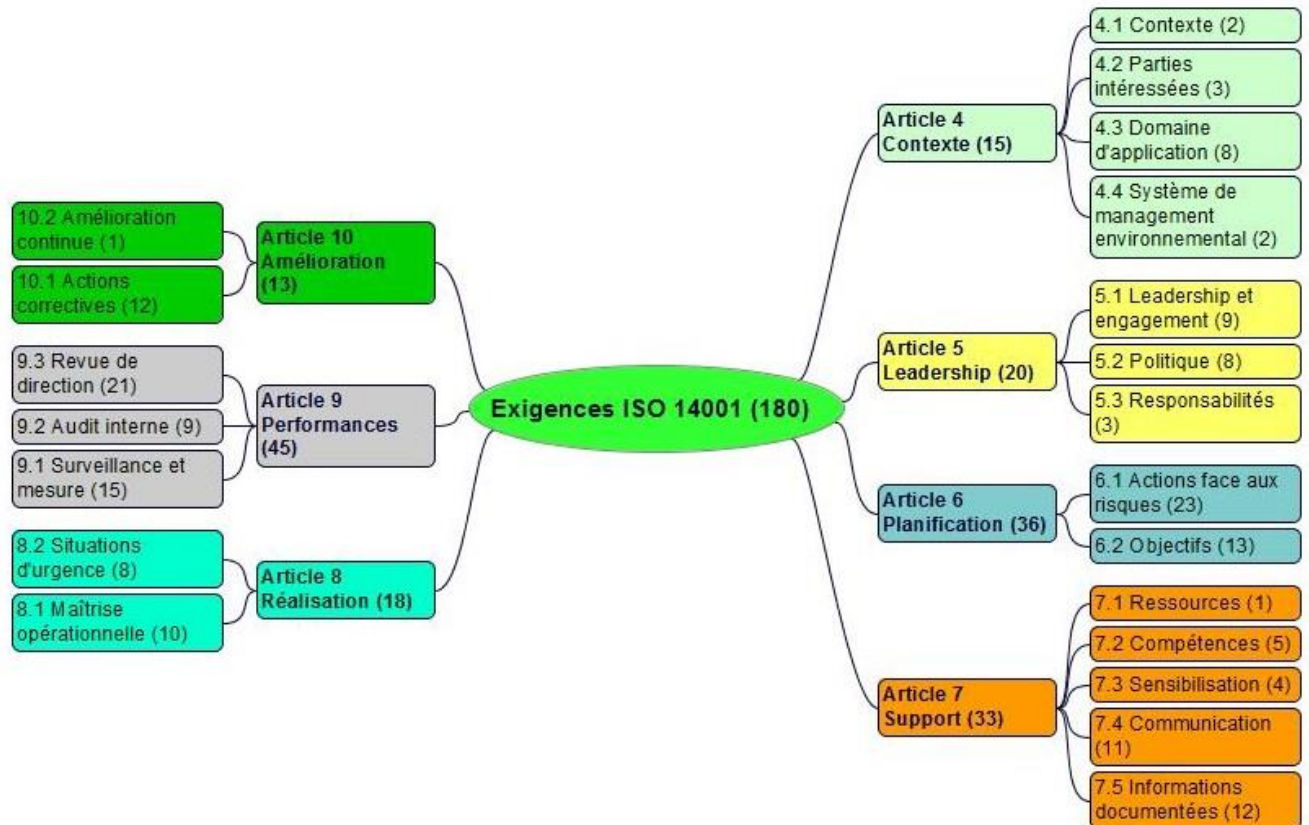 Exigences ISO 14001 (180)
Article 4
Contexte (15)
4.1 Contexte (2)
4.2 Parties
intéressées (3)
4.3 Domaine
d'application (8)
4.4 Système de
management
environnemental (2)
Article 5
Leadership (20)
5.1 Leadership et
engagement (9)
5.2 Politique (8)
5.3 Responsabilités
(3)
Article 6
Planification (36)
6.1 Actions face aux
risques (23)
6.2 Objectifs (13)
Article 7
Support (33)
7.1 Ressources (1)
7.2 Compétences (5)
7.3 Sensibilisation (4)
7.4 Communication
(11)
7.5 Informations
documentées (12)
Article 8
Réalisation (18)
8.2 Situations
d'urgence (8)
8.1 Maîtrise
opérationnelle (10)
Article 9
Performances
(45)
9.3 Revue de
direction (21)
9.2 Audit interne (9)
9.1 Surveillance et
mesure (15)
Article 10
Amélioration
(13)
10.2 Amélioration
continue (1)
10.1 Actions
correctives (12)